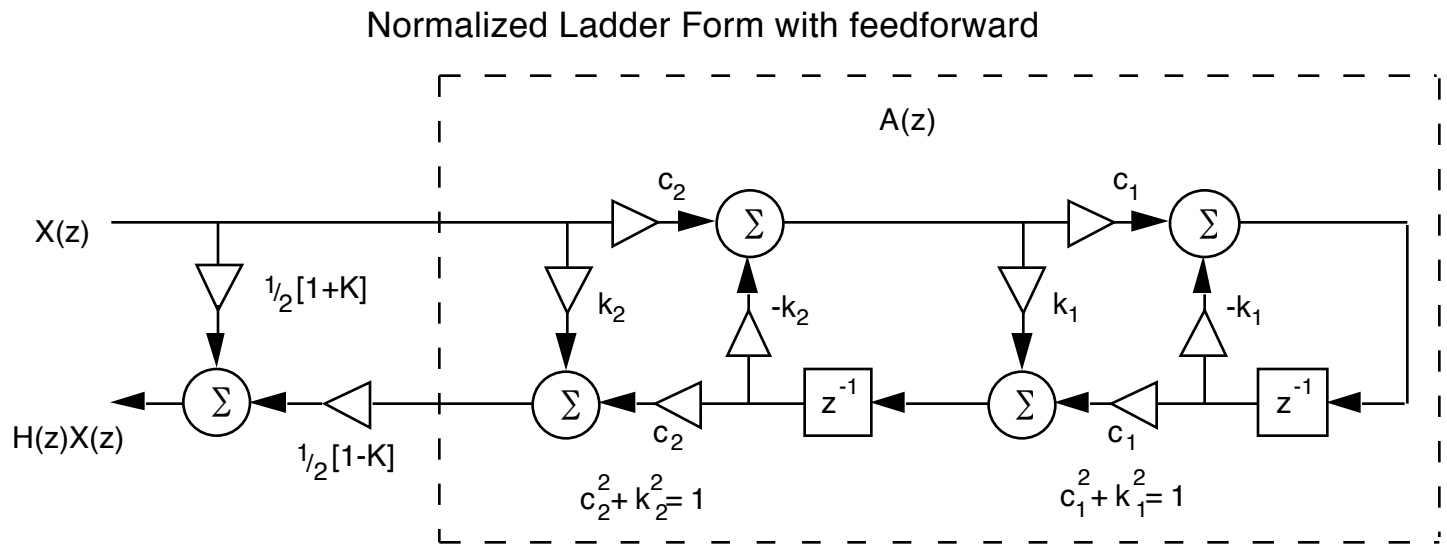 Normalized Ladder Form with feedforward
A(z)
c₂
c₁
X(z)
Σ
Σ
½[1+K]
k₂
-k₂
k₁
-k₁
Σ
Σ
z⁻¹
Σ
z⁻¹
H(z)X(z)
½[1-K]
c₂
c₁
c₂² + k₂² = 1
c₁² + k₁² = 1